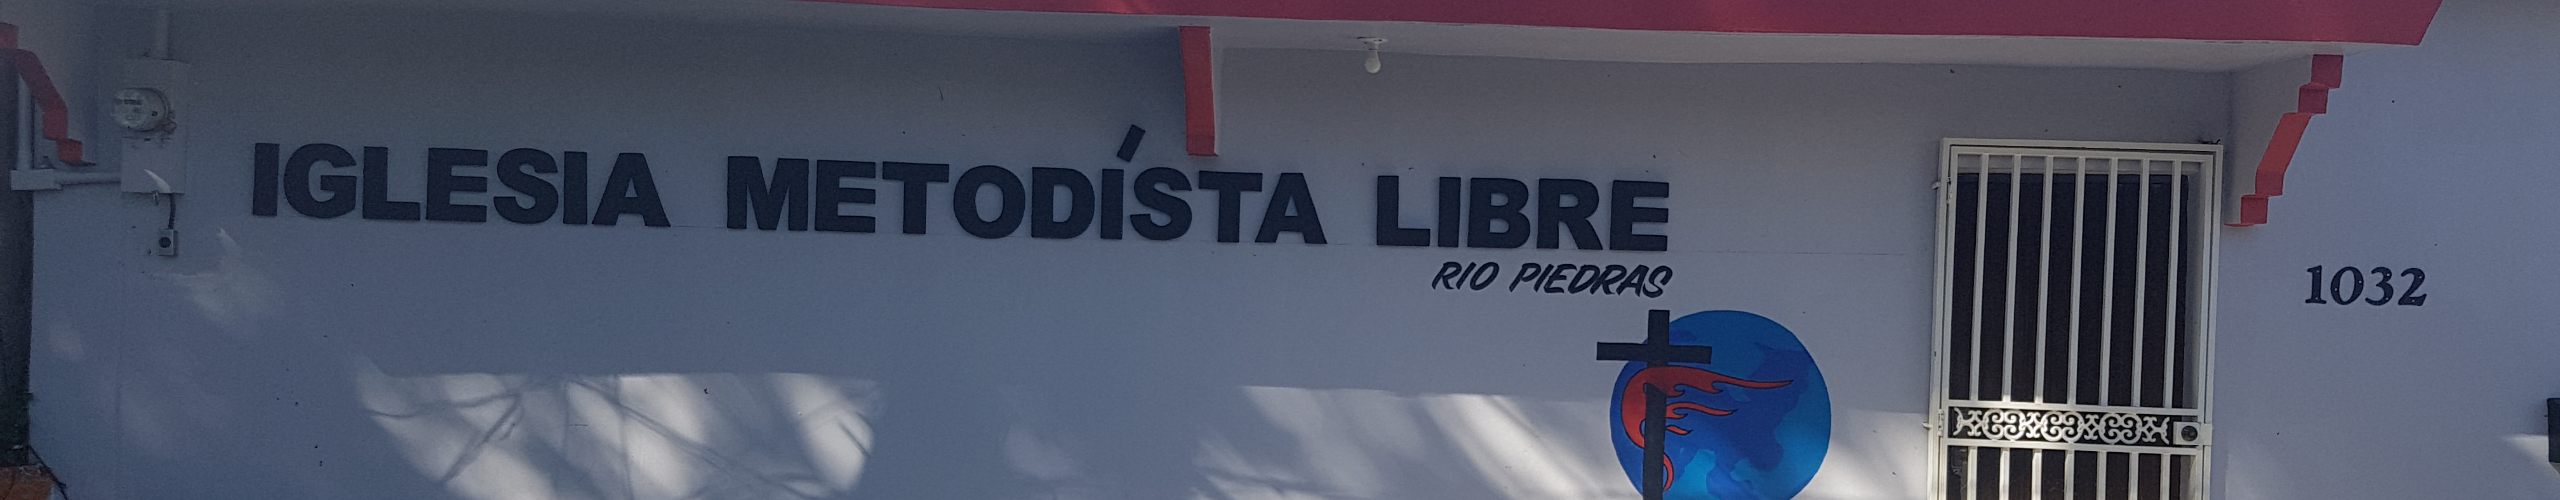 IGLESIA METODÍSTA LIBRE
RIO PIEDRAS
1032